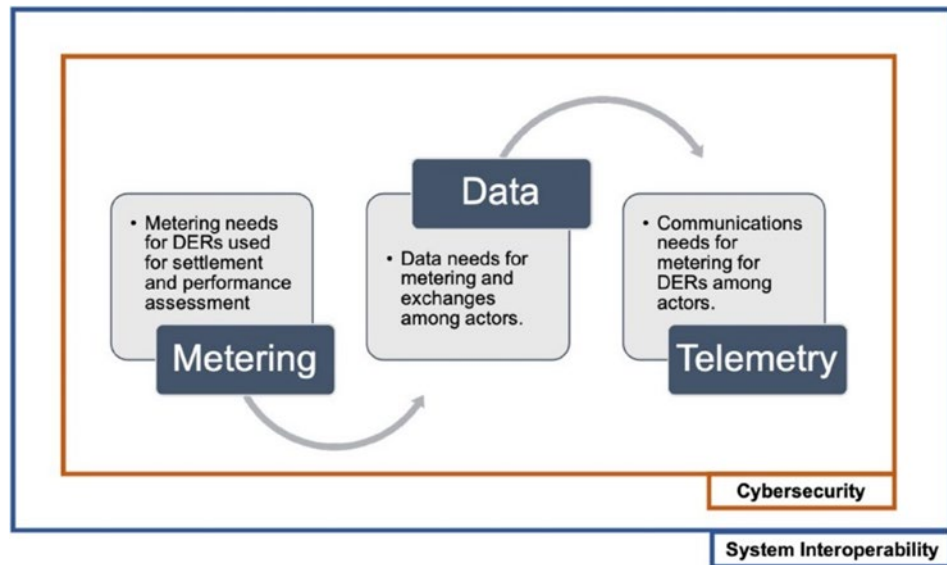 • Metering needs
for DERs used
for settlement
and performance
assessment
Metering
Data
• Data needs for
metering and
exchanges
among actors.
• Communications
needs for
metering for
DERs among
actors.
Telemetry
Cybersecurity
System Interoperability